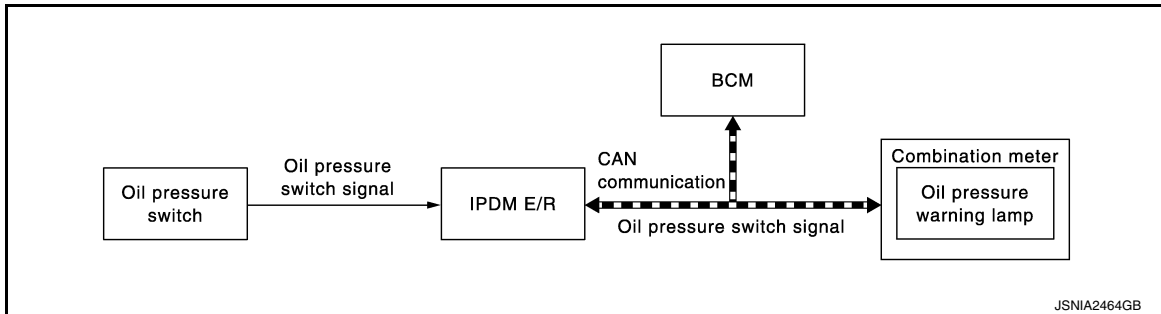 BCM
Oil pressure
switch
Oil pressure
switch signal
IPDM E/R
CAN
communication
Oil pressure switch signal
Combination meter
Oil pressure
warning lamp
JSNIA2464GB